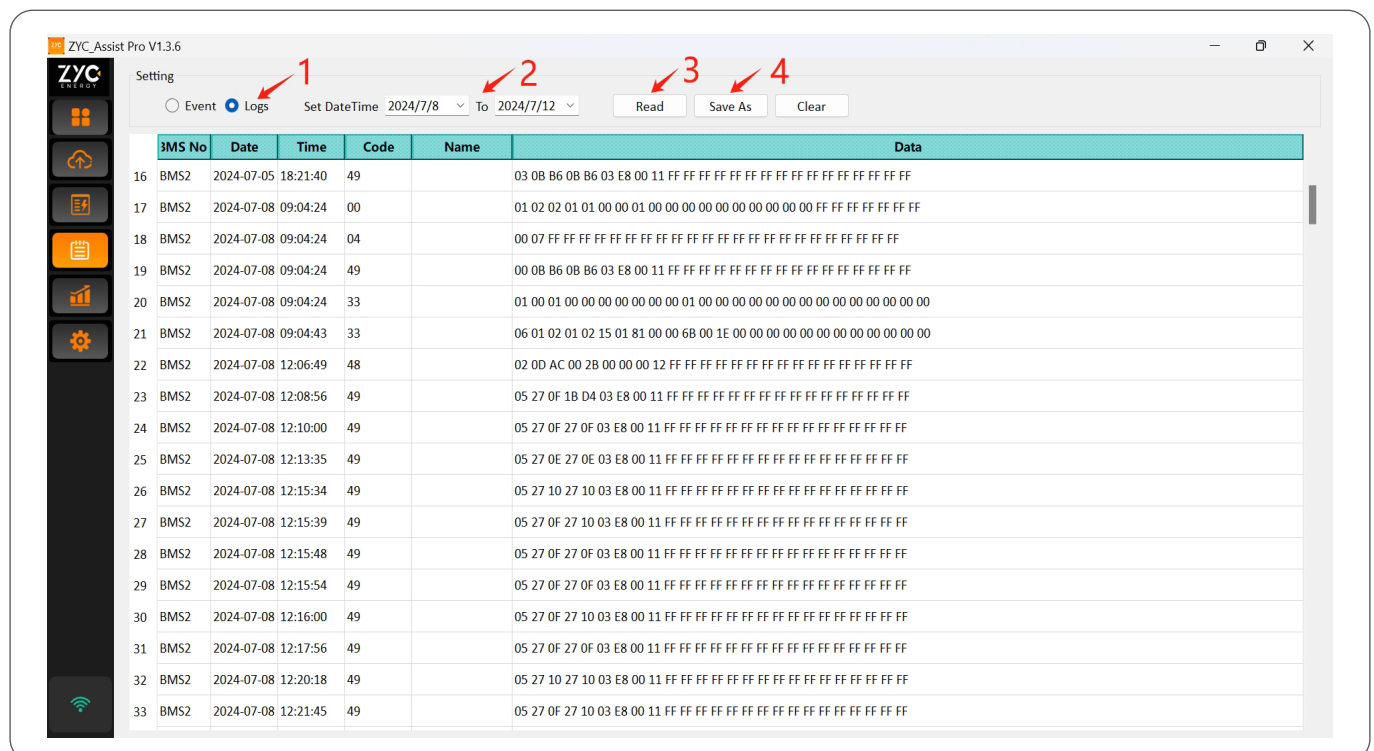 ZYC ZYC_Assist Pro V1.3.6
ZYC
ENERGY
Setting
1
2
3
4
Event Logs Set DateTime 2024/7/8 To 2024/7/12 Read Save As Clear
BMS No Date Time Code Name Data
16 BMS2 2024-07-05 18:21:40 49 03 0B B6 0B B6 03 E8 00 11 FF FF FF FF FF FF FF FF FF FF FF FF FF FF FF FF
17 BMS2 2024-07-08 09:04:24 00 01 02 02 01 01 00 00 01 00 00 00 00 00 00 00 00 00 00 FF FF FF FF FF FF FF
18 BMS2 2024-07-08 09:04:24 04 00 07 FF FF FF FF FF FF FF FF FF FF FF FF FF FF FF FF FF FF FF FF FF FF FF
19 BMS2 2024-07-08 09:04:24 49 00 0B B6 0B B6 03 E8 00 11 FF FF FF FF FF FF FF FF FF FF FF FF FF FF FF FF
20 BMS2 2024-07-08 09:04:24 33 01 00 01 00 00 00 00 00 00 00 01 00 00 00 00 00 00 00 00 00 00 00 00 00 00
21 BMS2 2024-07-08 09:04:43 33 06 01 02 01 02 15 01 81 00 00 6B 00 1E 00 00 00 00 00 00 00 00 00 00 00 00
22 BMS2 2024-07-08 12:06:49 48 02 0D AC 00 2B 00 00 00 12 FF FF FF FF FF FF FF FF FF FF FF FF FF FF FF FF
23 BMS2 2024-07-08 12:08:56 49 05 27 0F 1B D4 03 E8 00 11 FF FF FF FF FF FF FF FF FF FF FF FF FF FF FF FF
24 BMS2 2024-07-08 12:10:00 49 05 27 0F 27 0F 03 E8 00 11 FF FF FF FF FF FF FF FF FF FF FF FF FF FF FF FF
25 BMS2 2024-07-08 12:13:35 49 05 27 0E 27 0E 03 E8 00 11 FF FF FF FF FF FF FF FF FF FF FF FF FF FF FF FF
26 BMS2 2024-07-08 12:15:34 49 05 27 10 27 10 03 E8 00 11 FF FF FF FF FF FF FF FF FF FF FF FF FF FF FF FF
27 BMS2 2024-07-08 12:15:39 49 05 27 0F 27 10 03 E8 00 11 FF FF FF FF FF FF FF FF FF FF FF FF FF FF FF FF
28 BMS2 2024-07-08 12:15:48 49 05 27 0F 27 0F 03 E8 00 11 FF FF FF FF FF FF FF FF FF FF FF FF FF FF FF FF
29 BMS2 2024-07-08 12:15:54 49 05 27 0F 27 0F 03 E8 00 11 FF FF FF FF FF FF FF FF FF FF FF FF FF FF FF FF
30 BMS2 2024-07-08 12:16:00 49 05 27 0F 27 10 03 E8 00 11 FF FF FF FF FF FF FF FF FF FF FF FF FF FF FF FF
31 BMS2 2024-07-08 12:17:56 49 05 27 0F 27 0F 03 E8 00 11 FF FF FF FF FF FF FF FF FF FF FF FF FF FF FF FF
32 BMS2 2024-07-08 12:20:18 49 05 27 10 27 10 03 E8 00 11 FF FF FF FF FF FF FF FF FF FF FF FF FF FF FF FF
33 BMS2 2024-07-08 12:21:45 49 05 27 0F 27 10 03 E8 00 11 FF FF FF FF FF FF FF FF FF FF FF FF FF FF FF FF